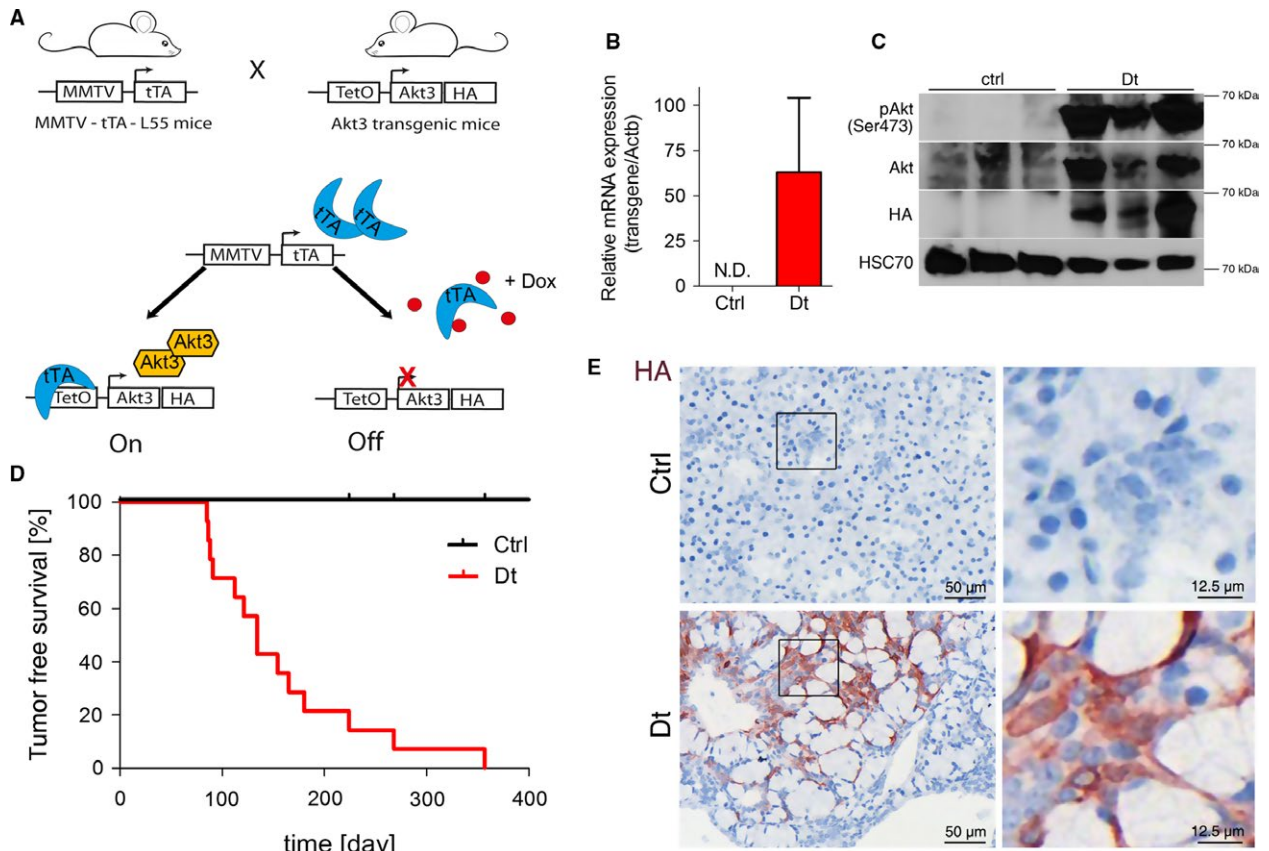 A
MMTV
tTA
MMTV - tTA - L55 mice
X
TetO
Akt3
HA
Akt3 transgenic mice
tTA
tTA
MMTV
tTA
tTA
+ Dox
tTA
Akt3
Akt3
TetO
Akt3
HA
On
TetO
X
Akt3
HA
Off
B
Relative mRNA expression
(transgene/Actb)
100
75
50
25
0
N.D.
Ctrl
Dt
C
ctrl
Dt
pAkt
(Ser473)
70 kDa
Akt
70 kDa
HA
70 kDa
HSC70
70 kDa
D
Tumor free survival [%]
100
80
60
40
20
0
Ctrl
Dt
0
100
200
300
400
time [day]
E
HA
Ctrl
50 µm
12.5 µm
Dt
50 µm
12.5 µm